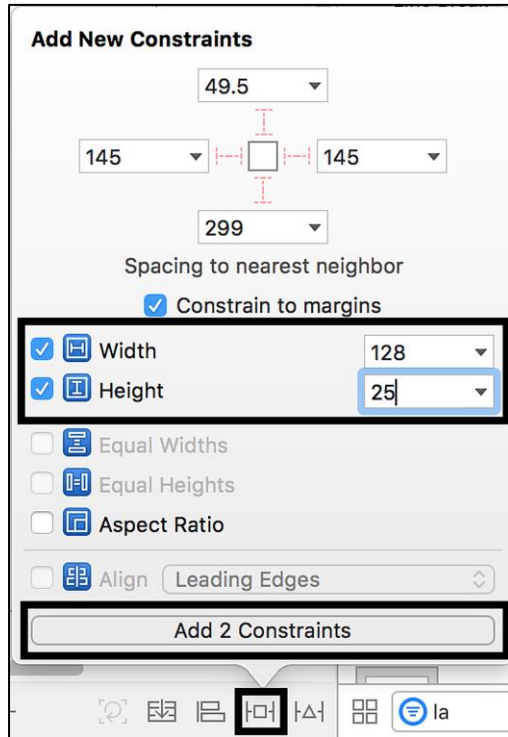 Add New Constraints
49.5
145 145
299
Spacing to nearest neighbor
Constrain to margins
Width 128
Height 25
Equal Widths
Equal Heights
Aspect Ratio
Align Leading Edges
Add 2 Constraints
la